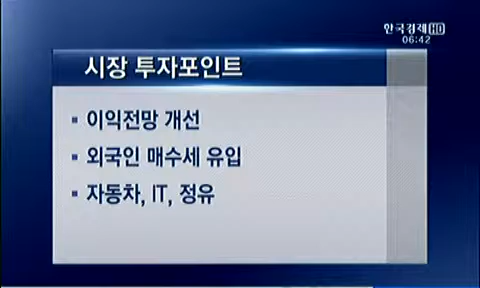 한국경제HD
06:42
시장 투자포인트
▪ 이익전망 개선
▪ 외국인 매수세 유입
▪ 자동차, IT, 정유